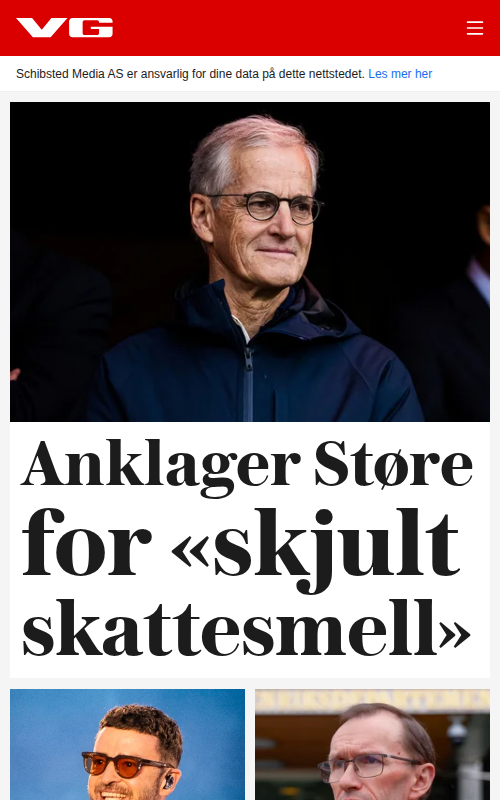 VG
Schibsted Media AS er ansvarlig for dine data på dette nettstedet. Les mer her
Anklager Støre
for «skjult
skattesmell»